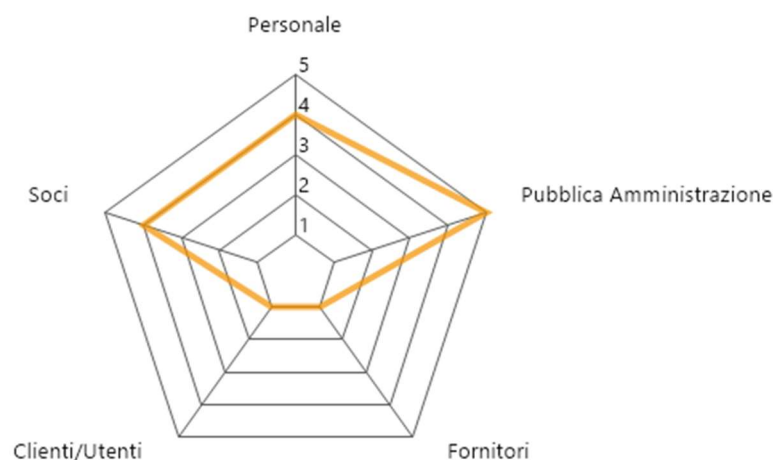 Personale
5
4
3
2
1
Soci
Pubblica Amministrazione
Clienti/Utenti
Fornitori